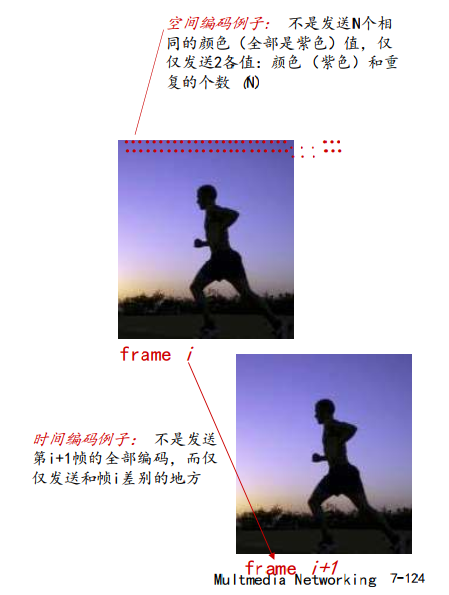 空间编码例子： 不是发送N个相
同的颜色（全部是紫色）值，仅
仅发送2各值：颜色（紫色）和重
复的个数 （N）
frame i
时间编码例子： 不是发送
第i+1帧的全部编码，而仅
仅发送和帧i差别的地方
frame i+1
Multmedia Networking 7-124